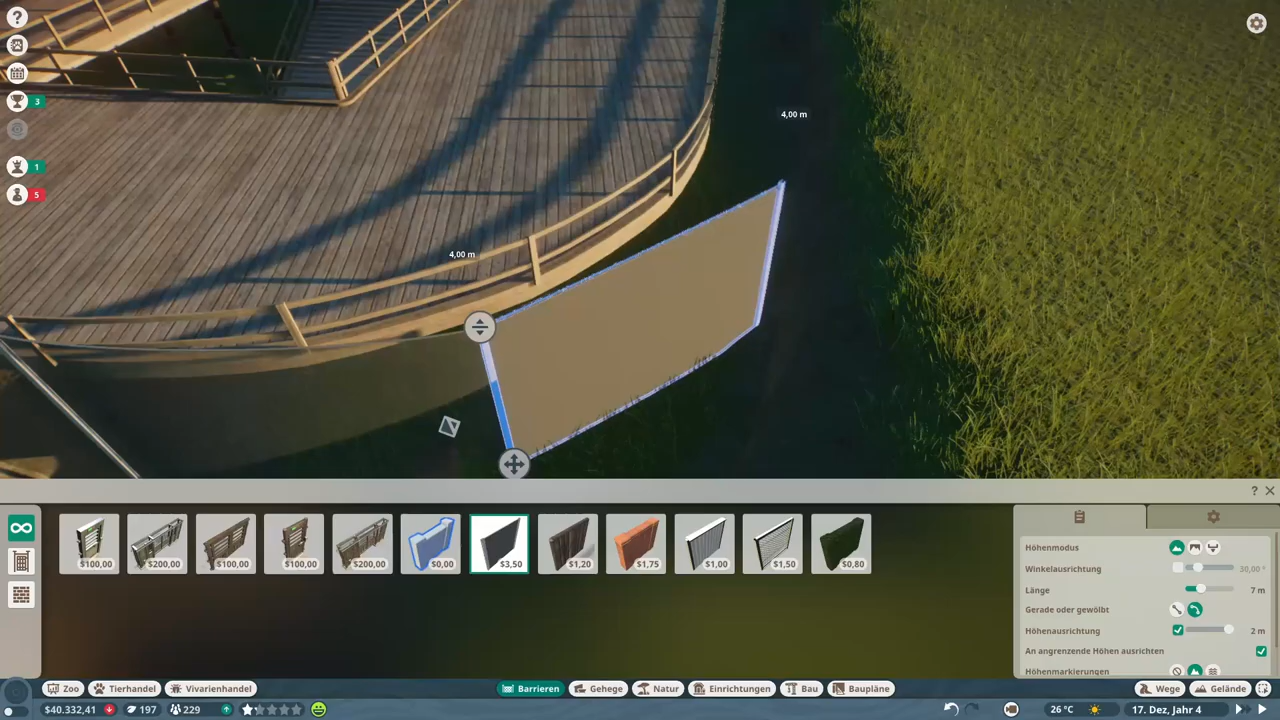 ?
3
1
5
4,00 m
4,00 m
?
$100,00
$200,00
$100,00
$100,00
$200,00
$0,00
$3,50
$1,20
$1,75
$1,00
$1,50
$0,80
Höhenmodus
Winkelausrichtung 30,00 °
Länge 7 m
Gerade oder gewölbt
Höhenausrichtung 2 m
An angrenzende Höhen ausrichten
Höhenmarkierungen
Zoo Tierhandel Vivarienhandel Barrieren Gehege Natur Einrichtungen Bau Baupläne Wege Gelände
$40.332,41 197 229 26 °C 17. Dez, Jahr 4